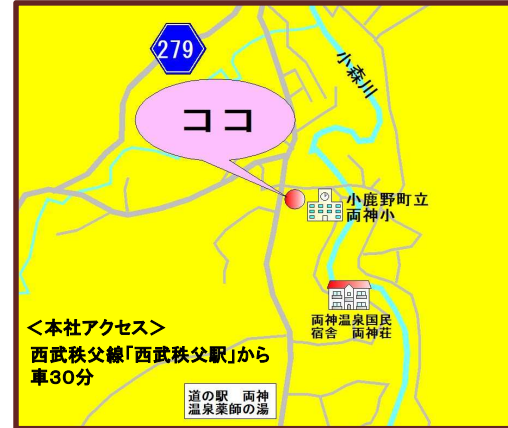 279
小森川
ココ
小鹿野町立
両神小
両神温泉国民
宿舎 両神荘
＜本社アクセス＞
西武秩父線「西武秩父駅」から
車30分
道の駅 両神
温泉薬師の湯